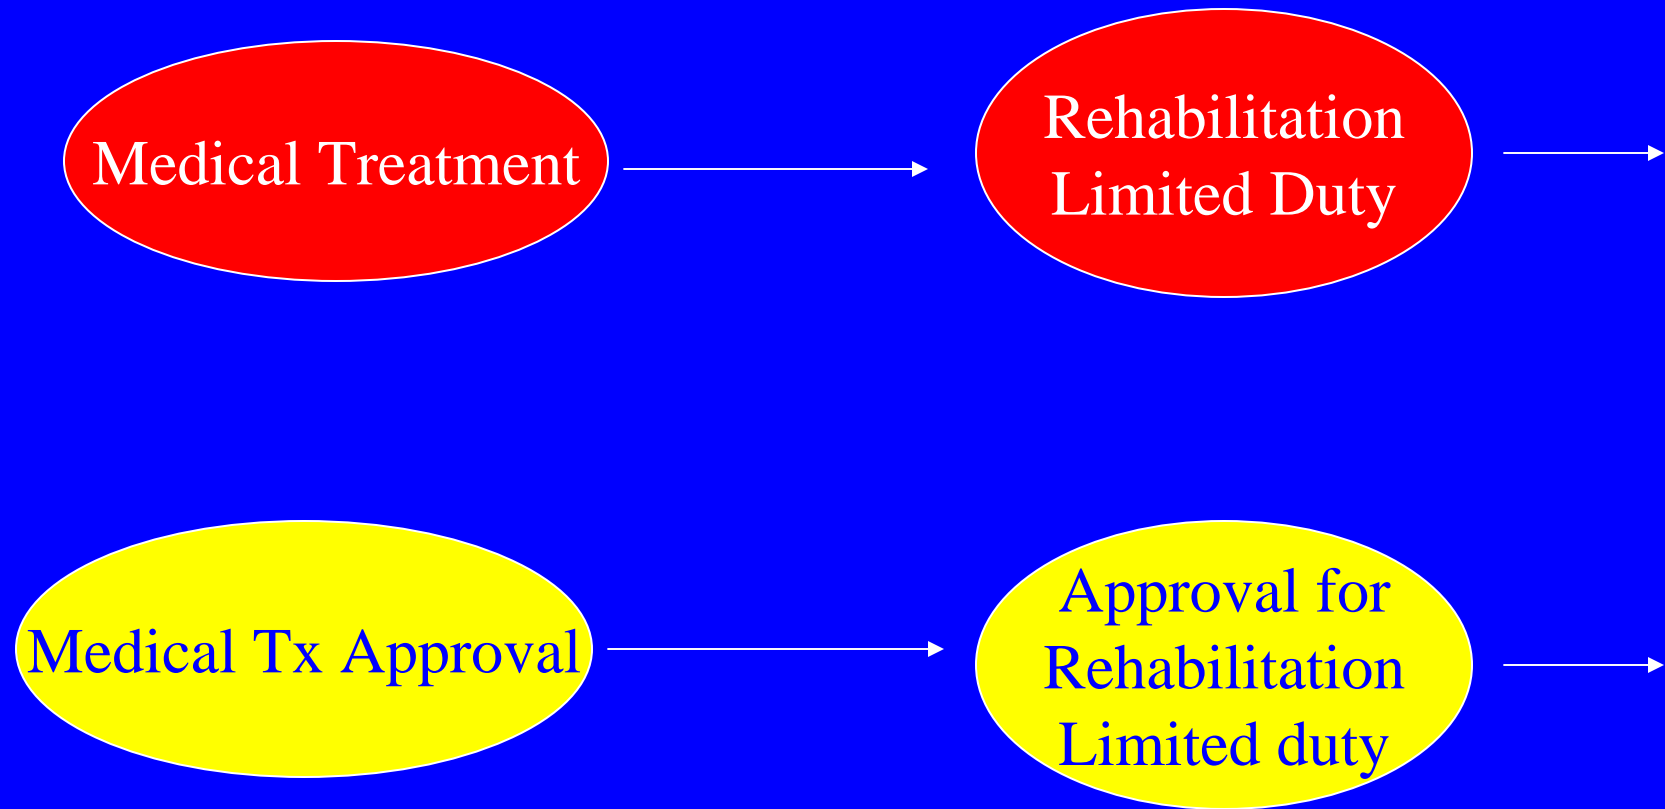 Medical Treatment
Rehabilitation
Limited Duty
Medical Tx Approval
Approval for
Rehabilitation
Limited duty